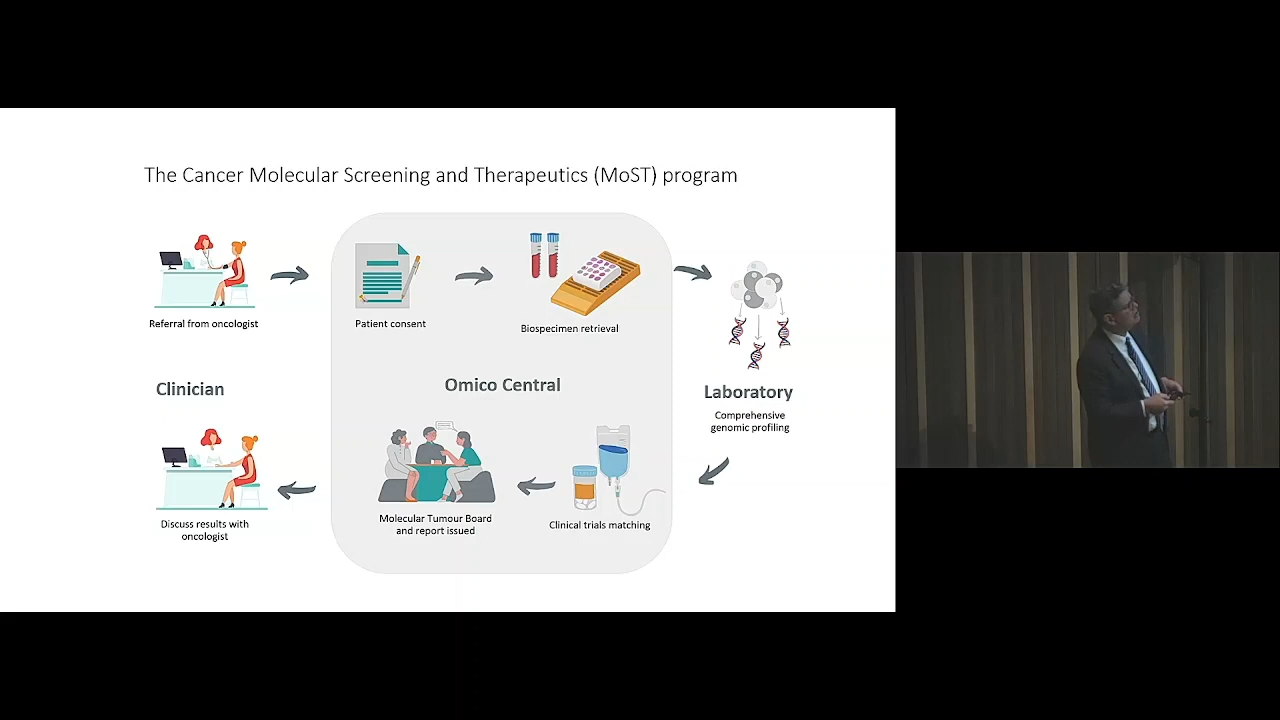 The Cancer Molecular Screening and Therapeutics (MoST) program
Referral from oncologist
Patient consent
Biospecimen retrieval
Clinician
Omico Central
Laboratory
Comprehensive
genomic profiling
Discuss results with
oncologist
Molecular Tumour Board
and report issued
Clinical trials matching